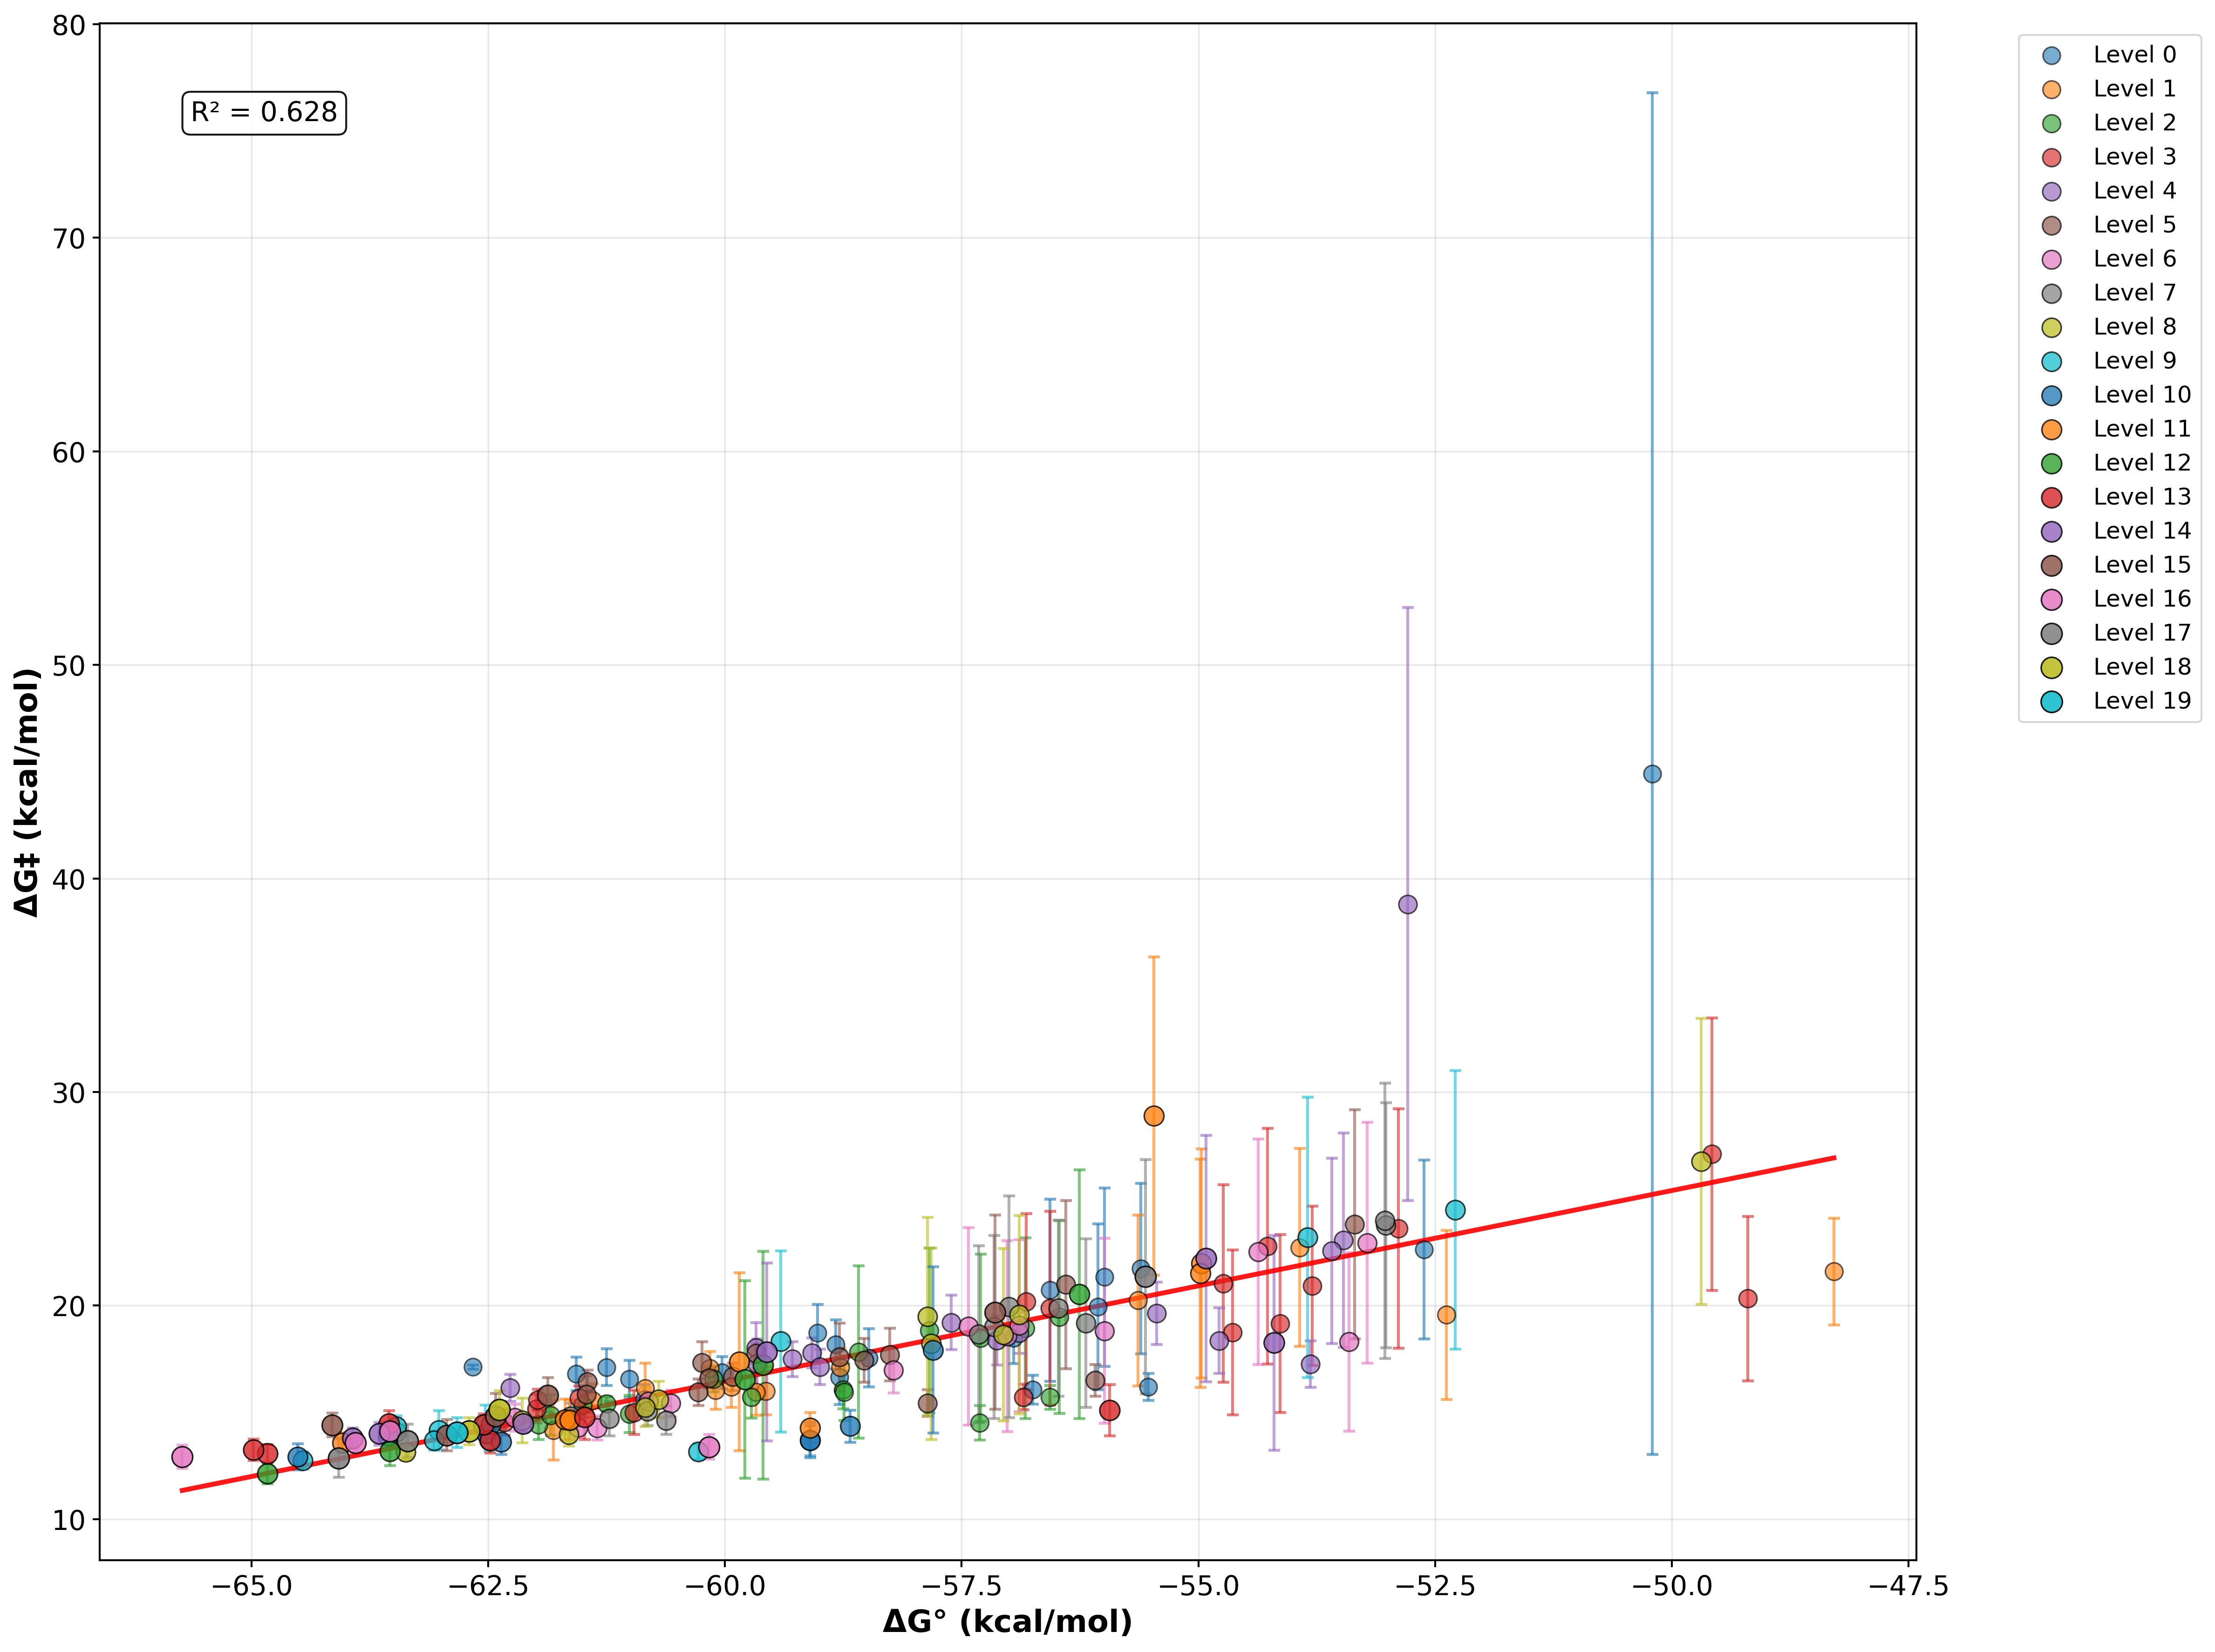 80
70
60
50
40
30
20
10
ΔG‡ (kcal/mol)
R² = 0.628
−65.0 −62.5 −60.0 −57.5 −55.0 −52.5 −50.0 −47.5
ΔG° (kcal/mol)
Level 0
Level 1
Level 2
Level 3
Level 4
Level 5
Level 6
Level 7
Level 8
Level 9
Level 10
Level 11
Level 12
Level 13
Level 14
Level 15
Level 16
Level 17
Level 18
Level 19